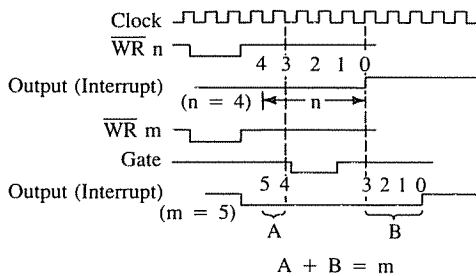 Clock
WR n
4 3 2 1 0
Output (Interrupt)
(n = 4) n
WR m
Gate
Output (Interrupt) 5 4 3 2 1 0
(m = 5)
A B
A + B = m